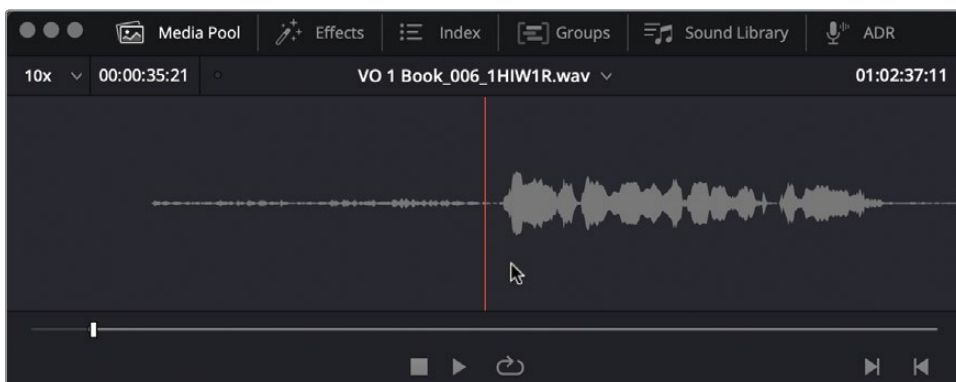 Media Pool Effects Index Groups Sound Library ADR
10x 00:00:35:21 VO 1 Book_006_1HIW1R.wav 01:02:37:11